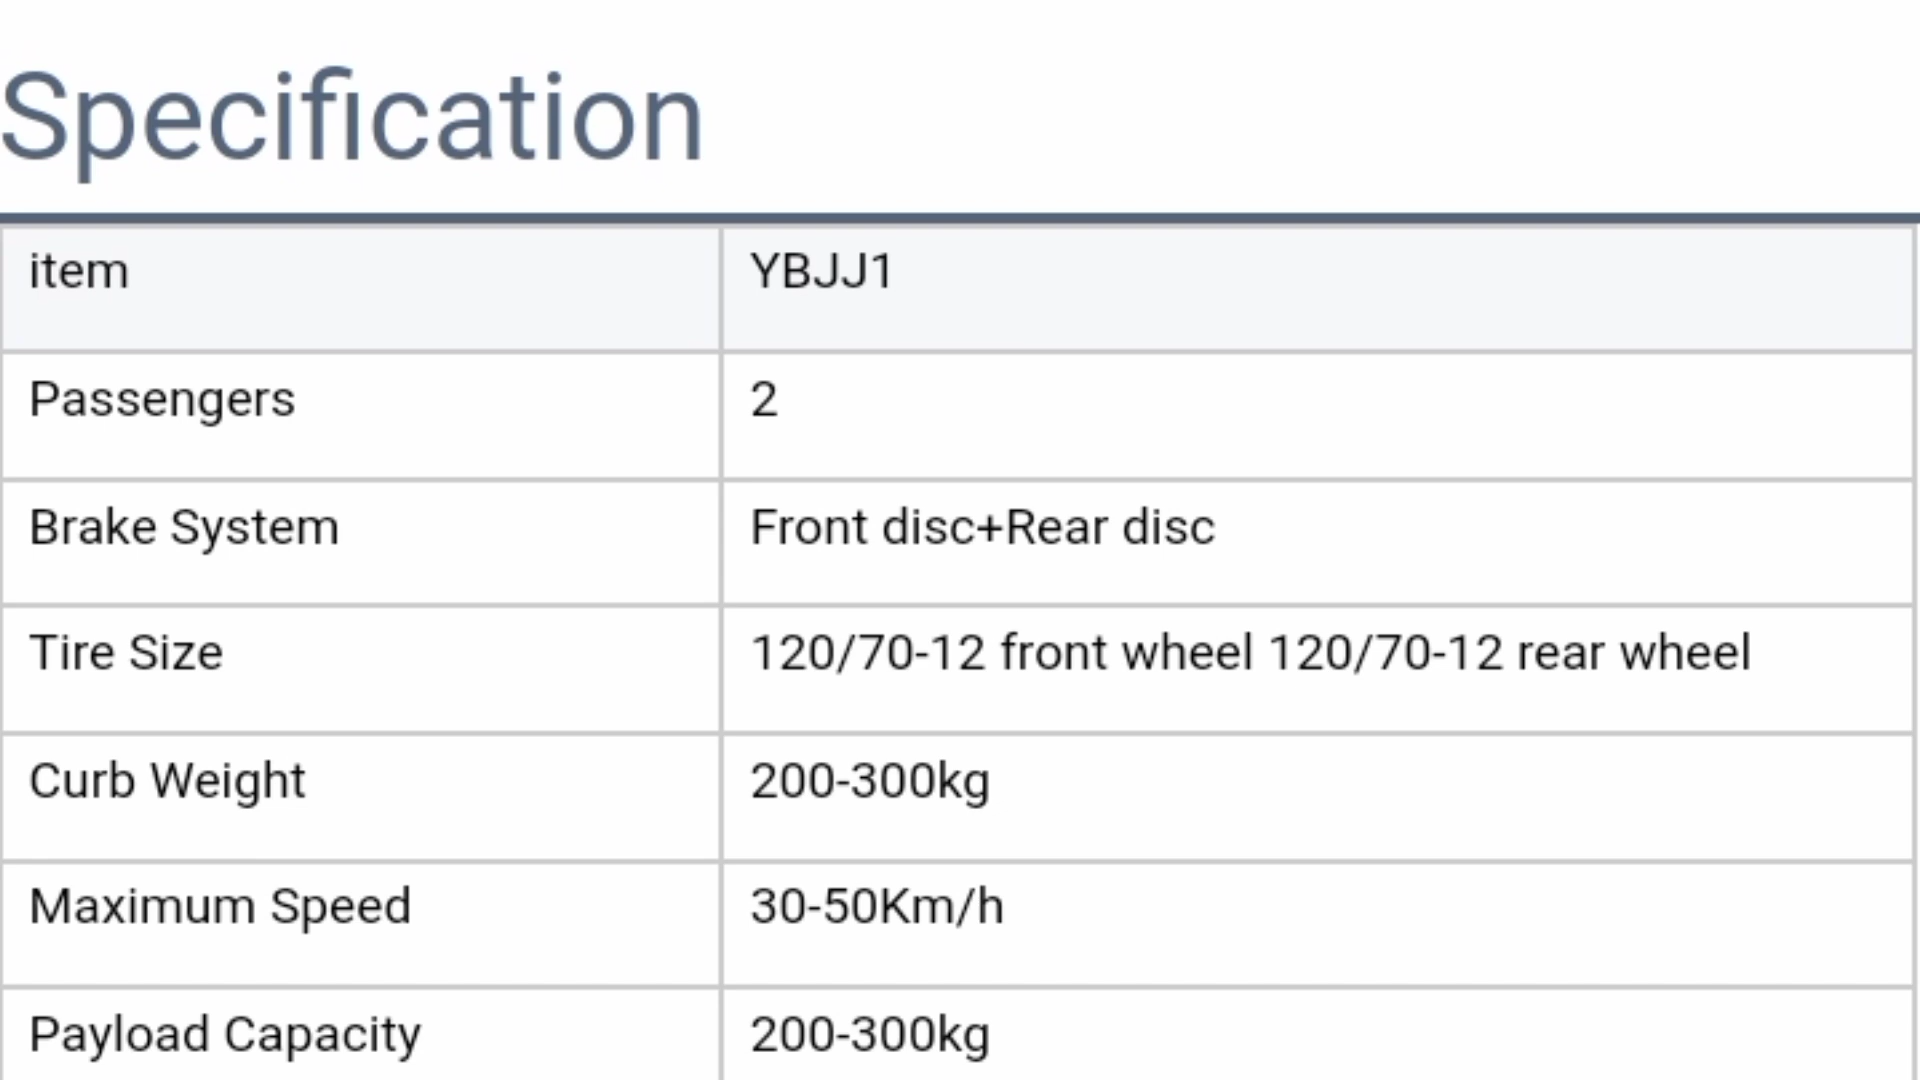 Specification
item YBJJ1
Passengers 2
Brake System Front disc+Rear disc
Tire Size 120/70-12 front wheel 120/70-12 rear wheel
Curb Weight 200-300kg
Maximum Speed 30-50Km/h
Payload Capacity 200-300kg